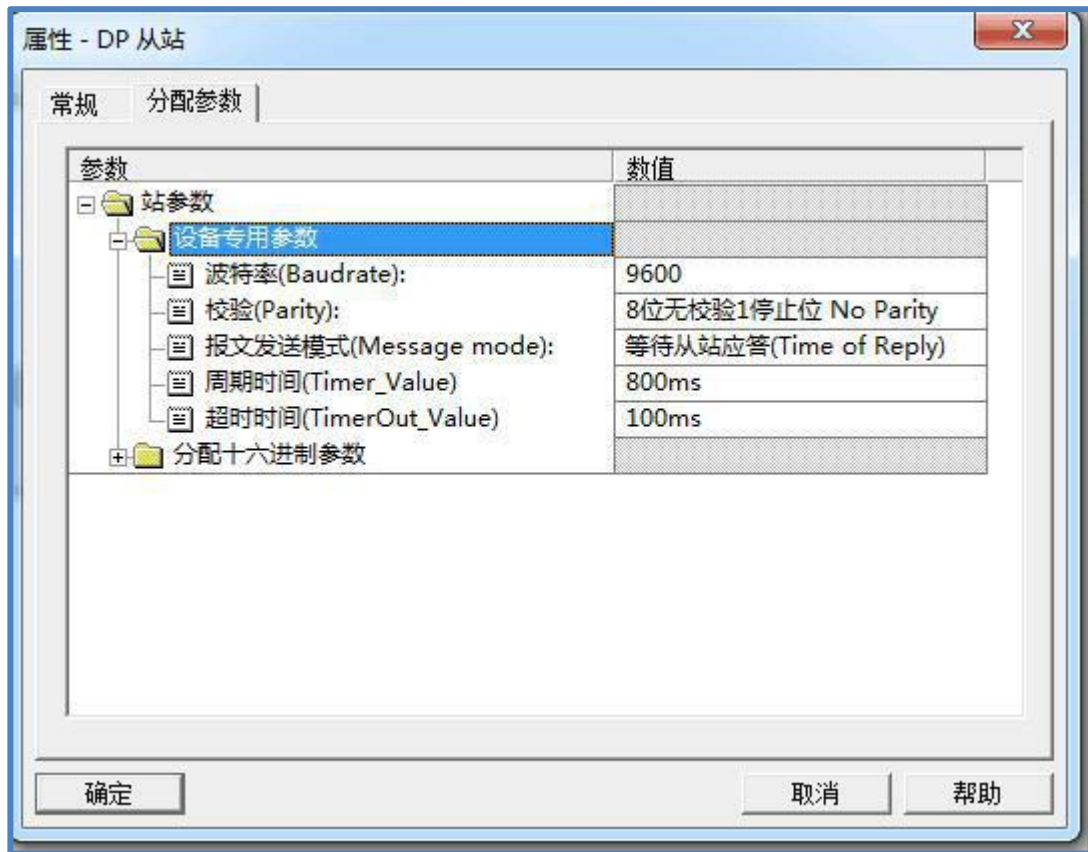 属性 - DP 从站
常规 分配参数
参数 数值
站参数
设备专用参数
波特率(Baudrate): 9600
校验(Parity): 8位无校验1停止位 No Parity
报文发送模式(Message mode): 等待从站应答(Time of Reply)
周期时间(Timer_Value) 800ms
超时时间(TimerOut_Value) 100ms
分配十六进制参数
确定 取消 帮助